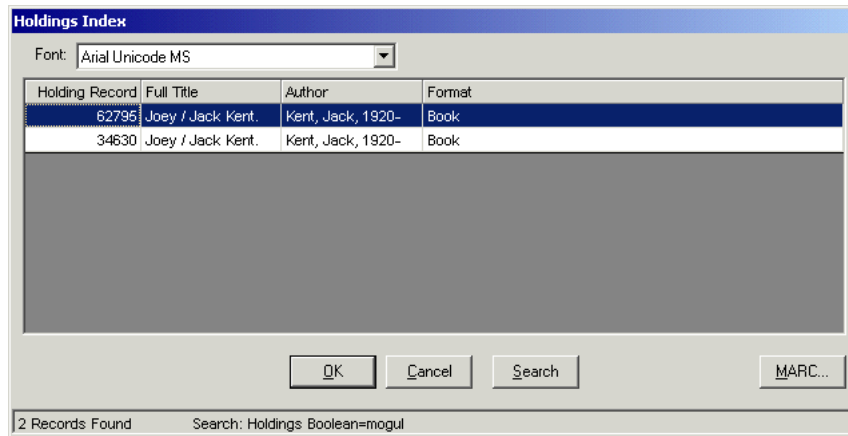 Holdings Index
Font: Arial Unicode MS
Holding Record Full Title Author Format
62795 Joey / Jack Kent. Kent, Jack, 1920- Book
34630 Joey / Jack Kent. Kent, Jack, 1920- Book
OK Cancel Search MARC...
2 Records Found Search: Holdings Boolean=mogul